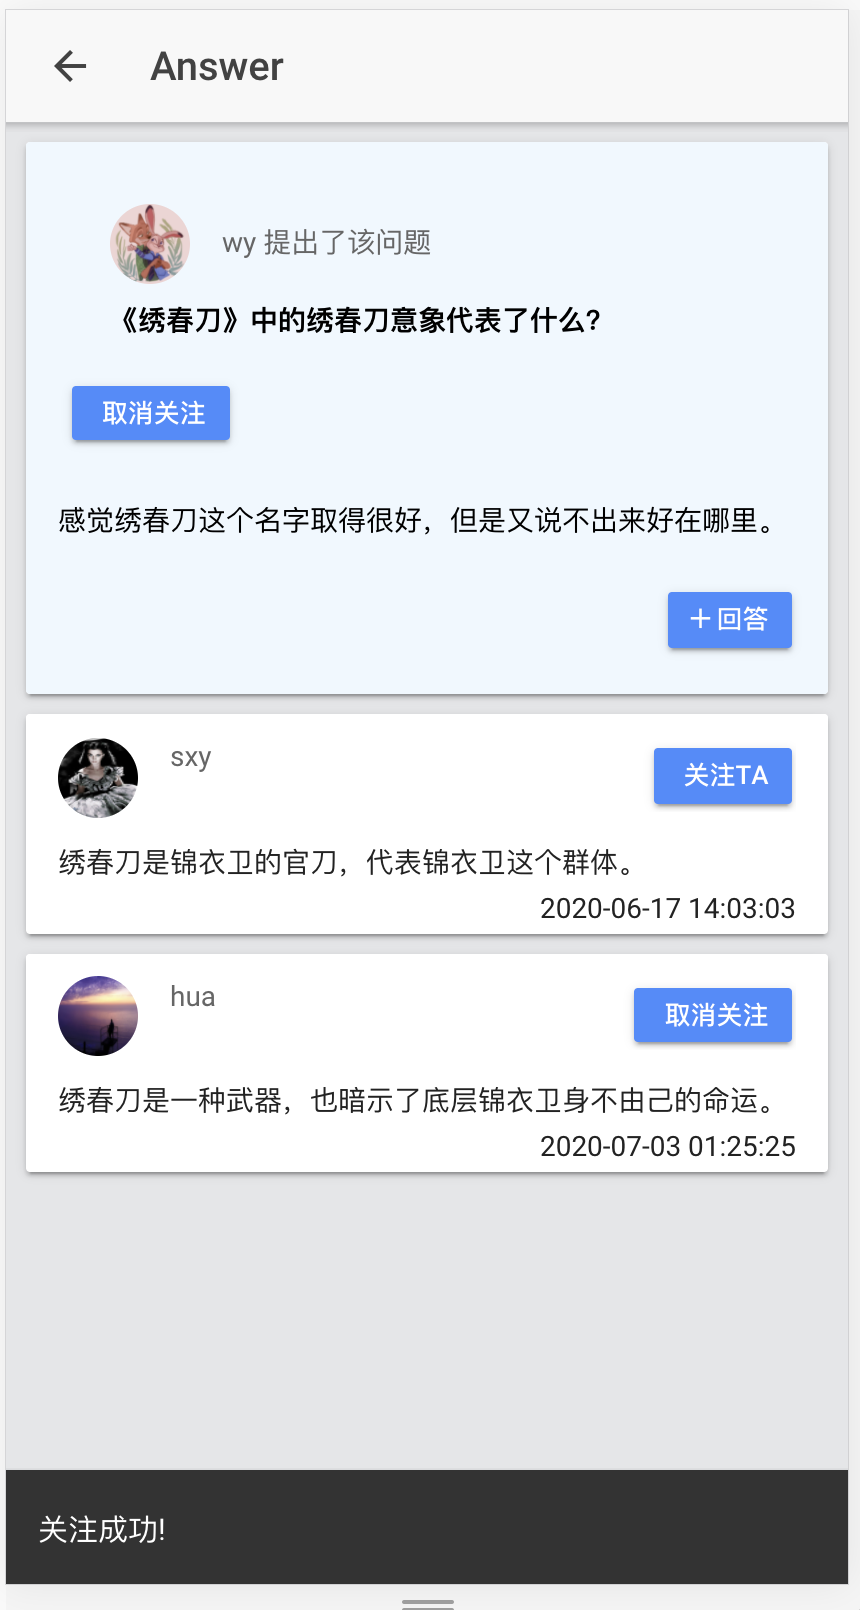 Answer
wy 提出了该问题
《绣春刀》中的绣春刀意象代表了什么?
取消关注
感觉绣春刀这个名字取得很好，但是又说不出来好在哪里。
＋回答
sxy
关注TA
绣春刀是锦衣卫的官刀，代表锦衣卫这个群体。
2020-06-17 14:03:03
hua
取消关注
绣春刀是一种武器，也暗示了底层锦衣卫身不由己的命运。
2020-07-03 01:25:25
关注成功!